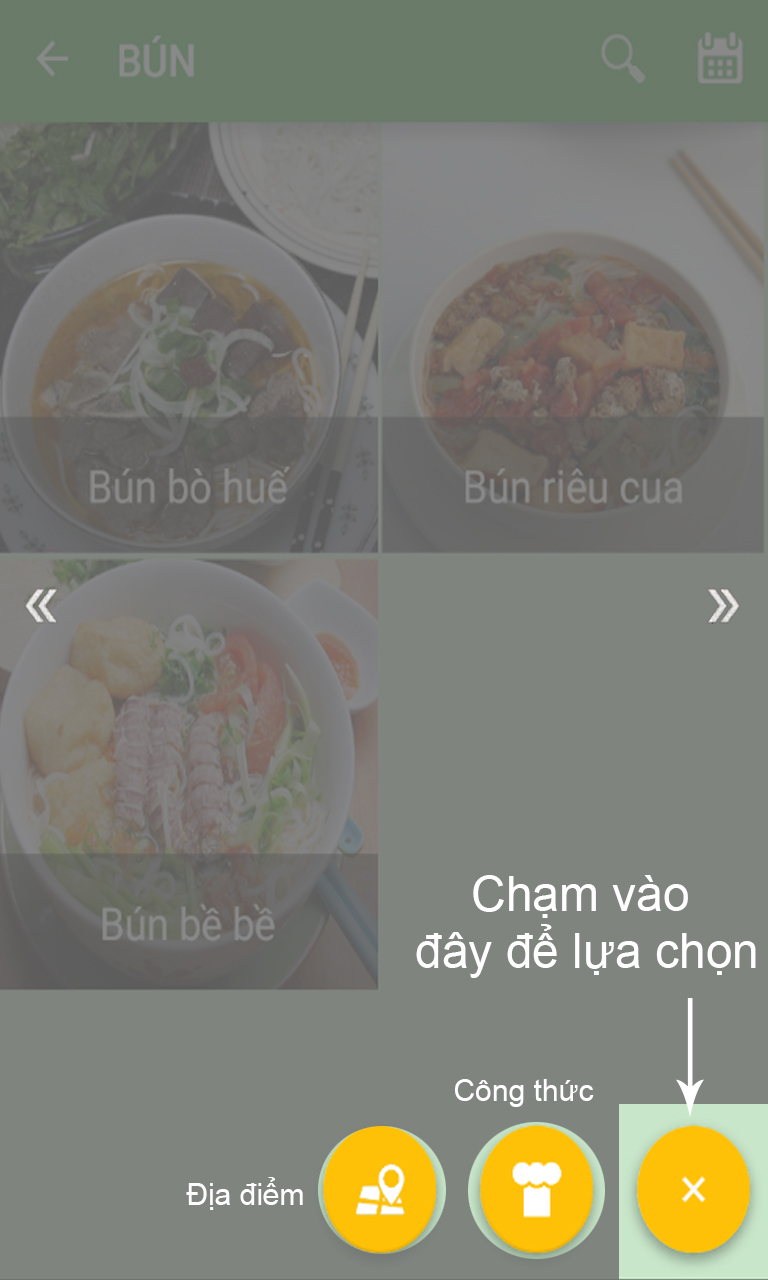 BÚN
Bún bò huế
Bún riêu cua
Bún bề bề
Chạm vào
đây để lựa chọn
Công thức
Địa điểm